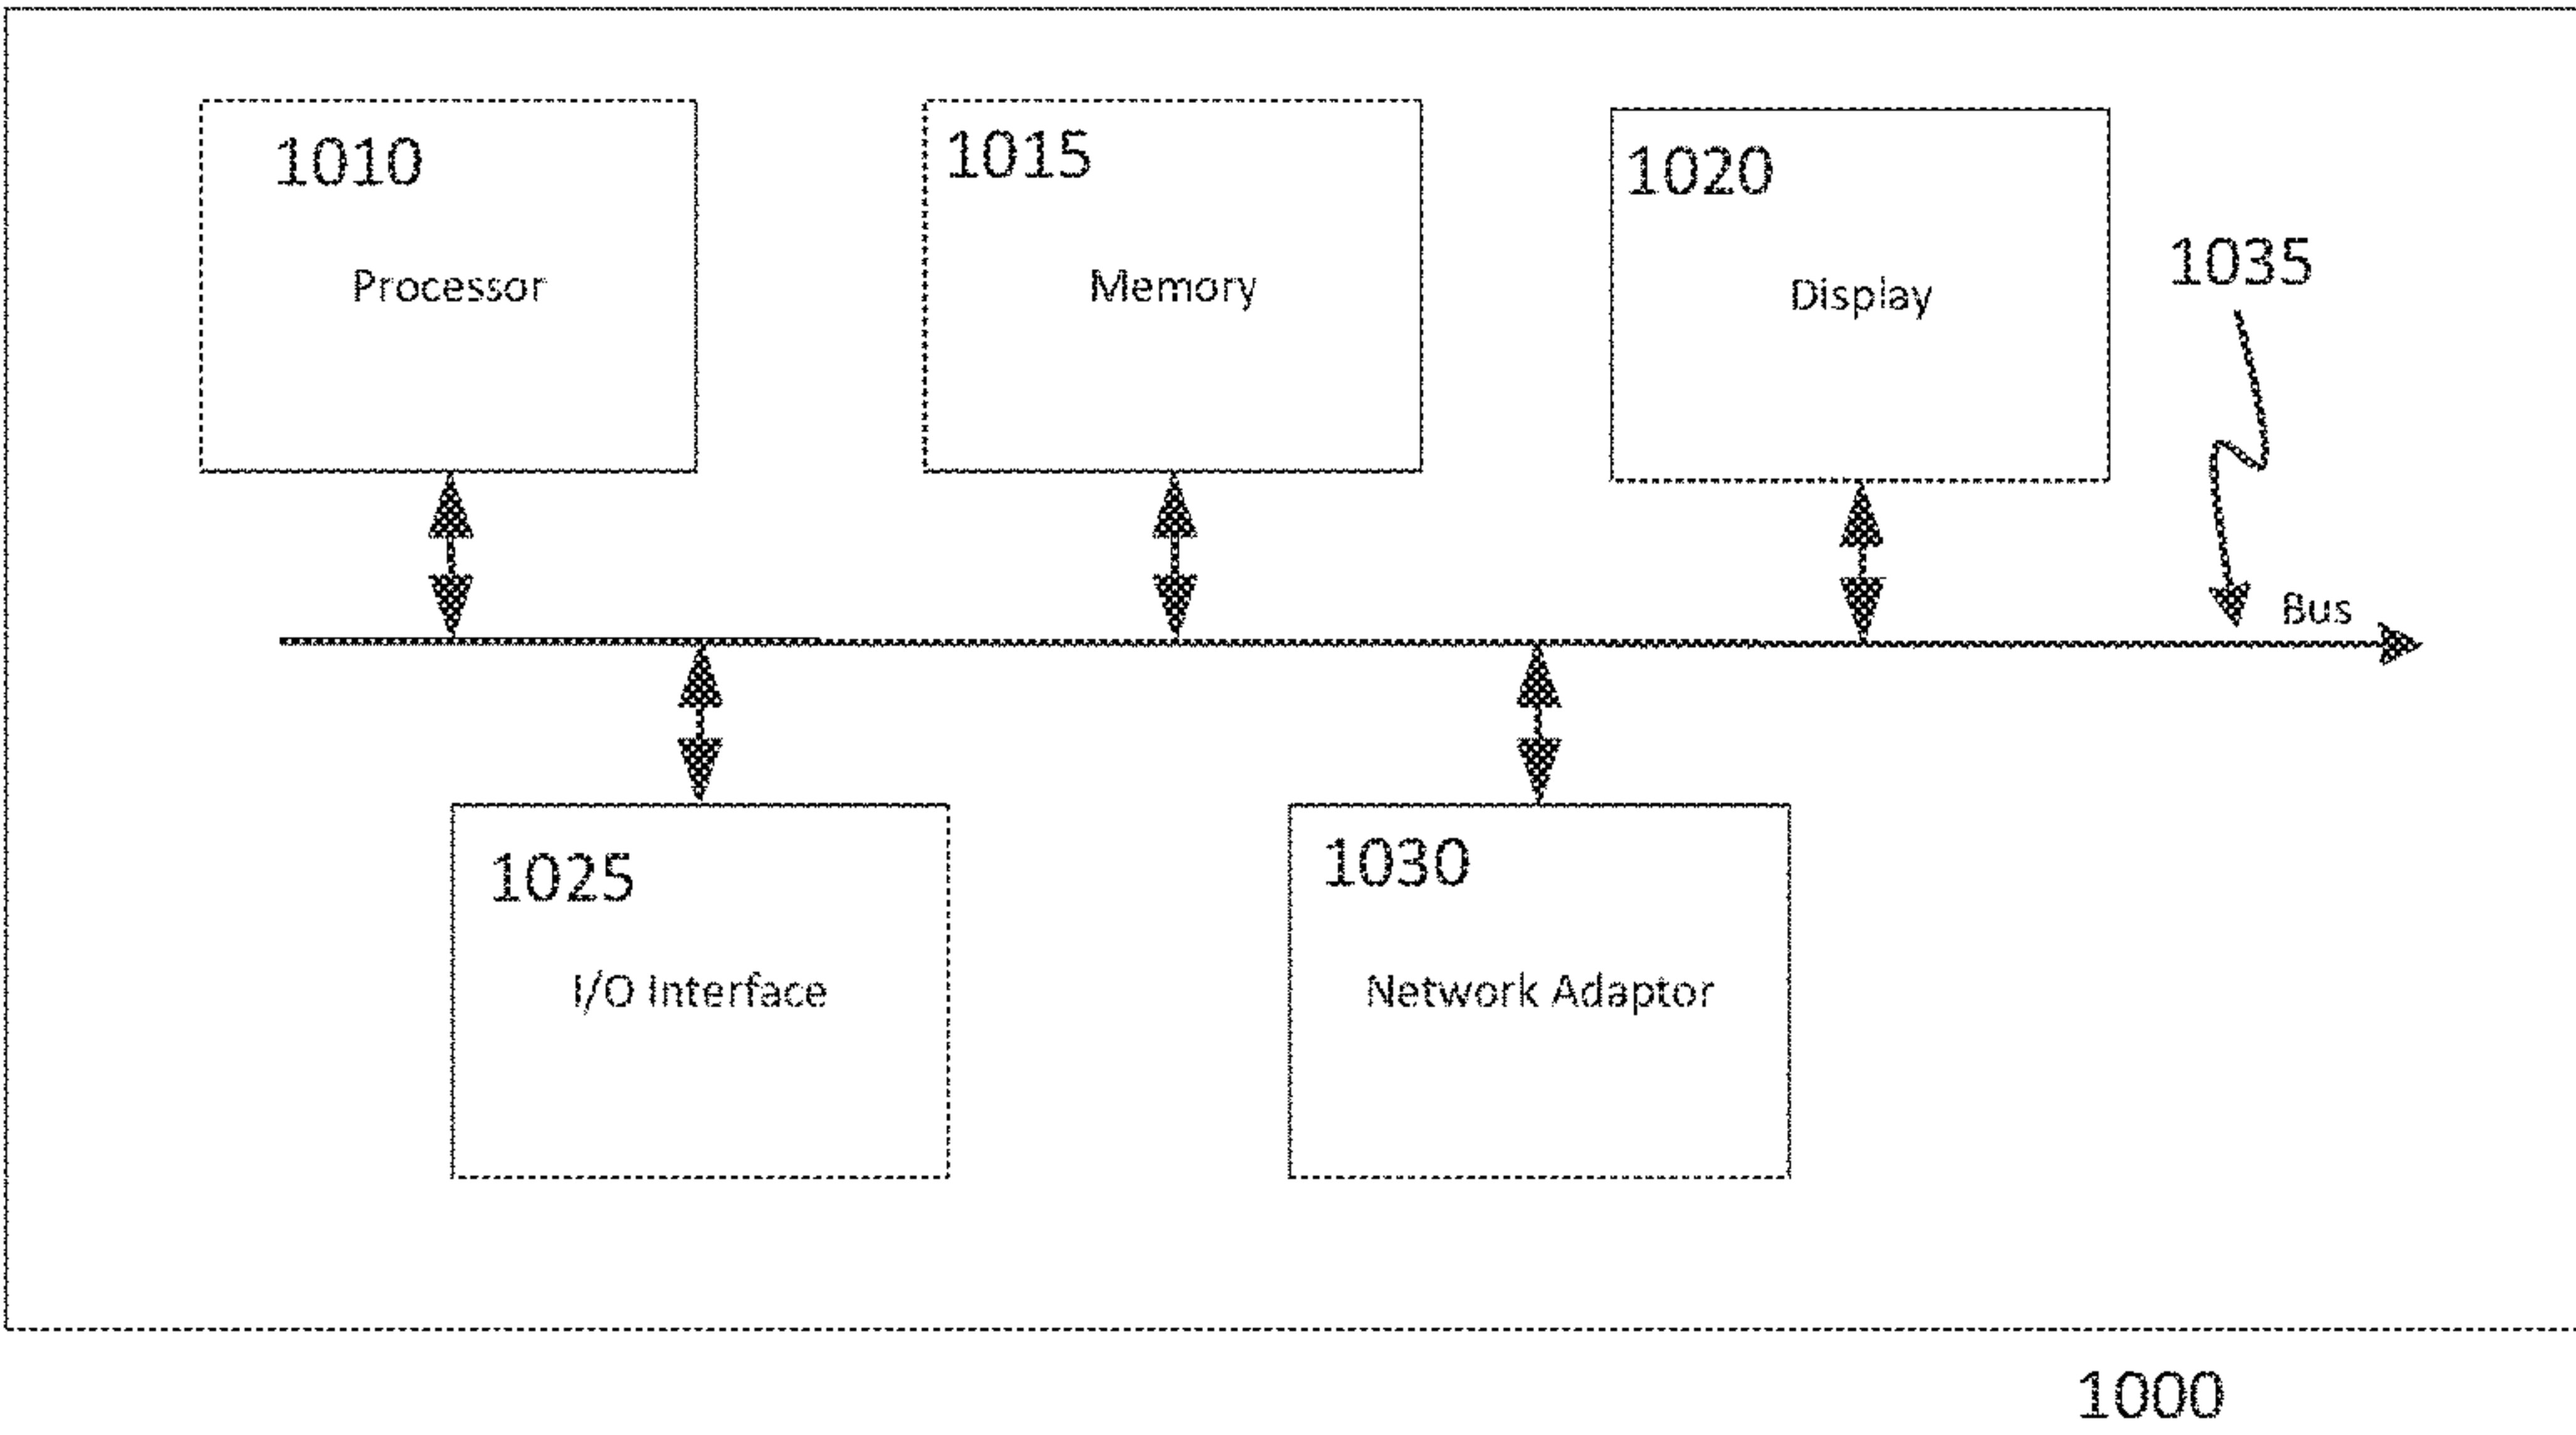 1010
Processor
1015
Memory
1020
Display
1035
Bus
1025
I/O Interface
1030
Network Adaptor
1000